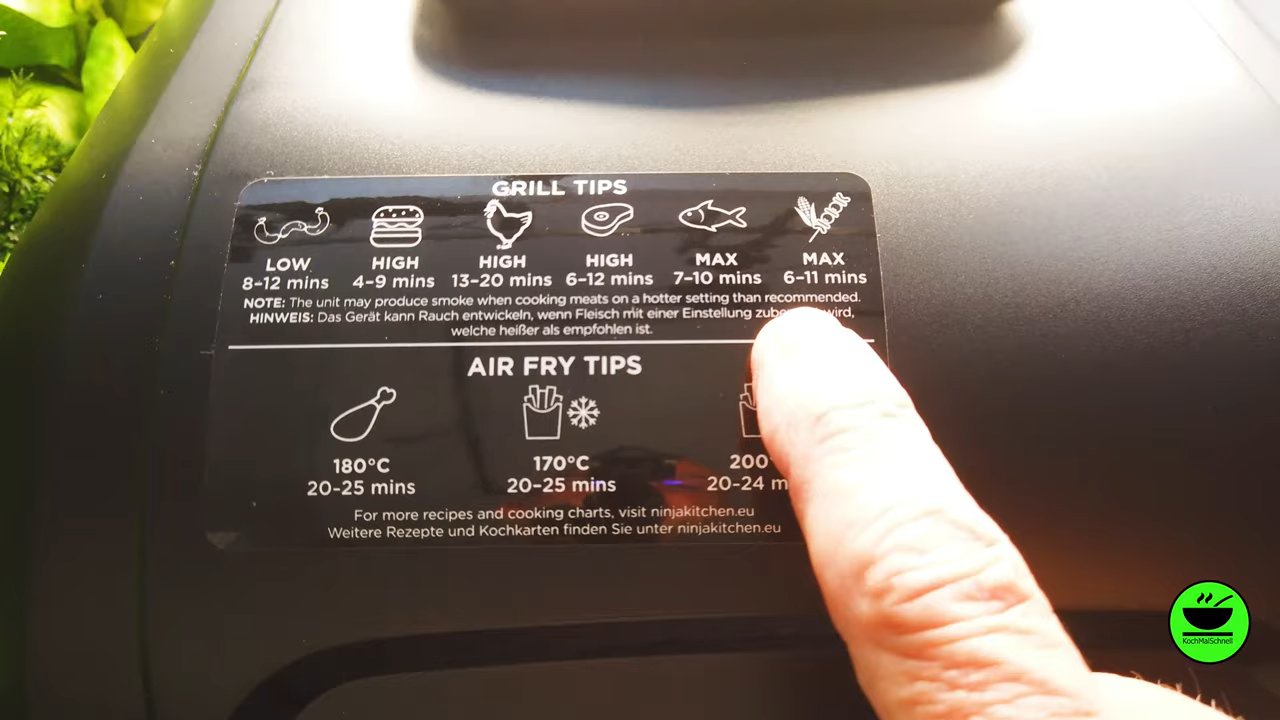 GRILL TIPS
LOW HIGH HIGH HIGH MAX MAX
8-12 mins 4-9 mins 13-20 mins 6-12 mins 7-10 mins 6-11 mins
NOTE: The unit may produce smoke when cooking meats on a hotter setting than recommended.
HINWEIS: Das Gerät kann Rauch entwickeln, wenn Fleisch mit einer Einstellung wird,
welche heißer als empfohlen ist.
AIR FRY TIPS
180°C 170°C 200
20-25 mins 20-25 mins 20-24
For more recipes and cooking charts, visit ninjakitchen.eu
Weitere Rezepte und Kochkarten finden Sie unter ninjakitchen.eu
KochMalSchnell